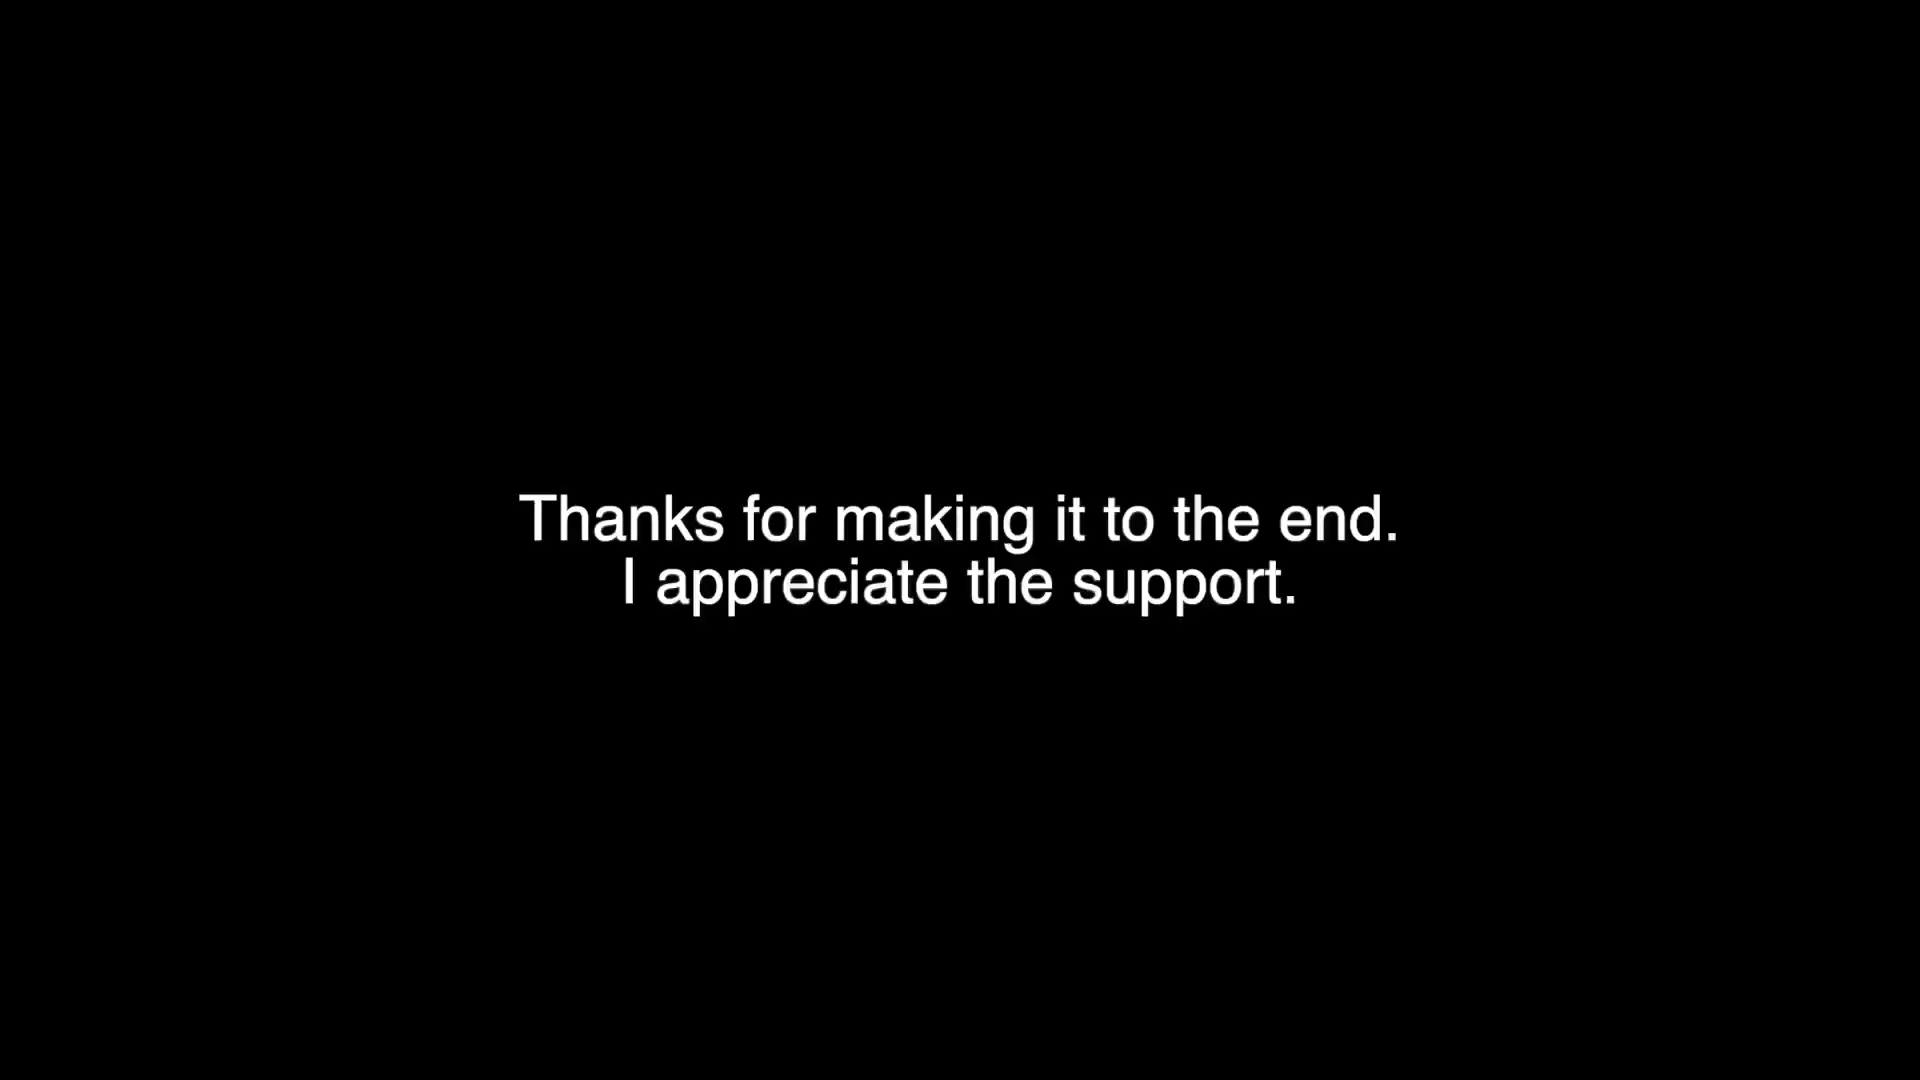 Thanks for making it to the end.
I appreciate the support.